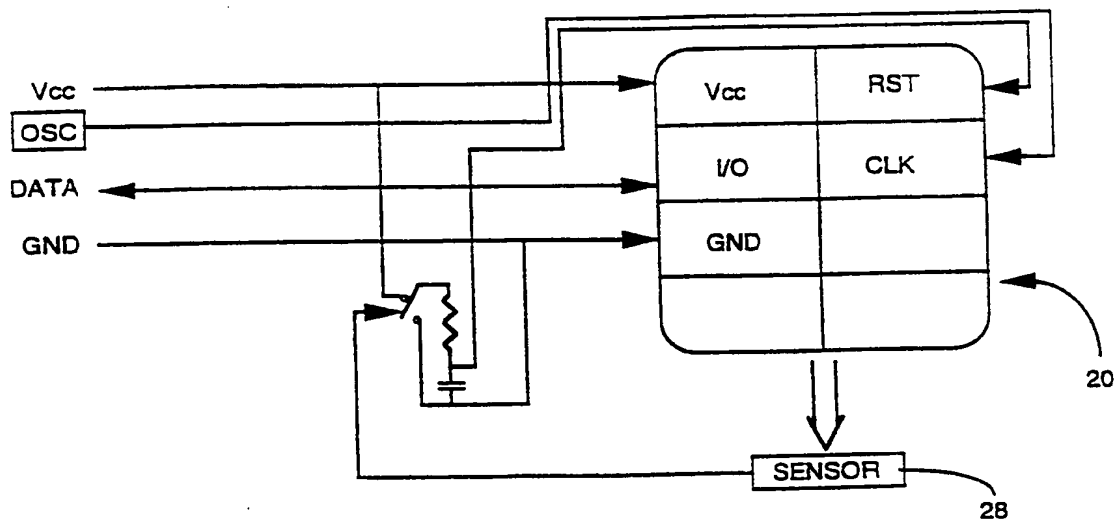 Vcc
OSC
DATA
GND
Vcc
RST
I/O
CLK
GND
20
SENSOR
28